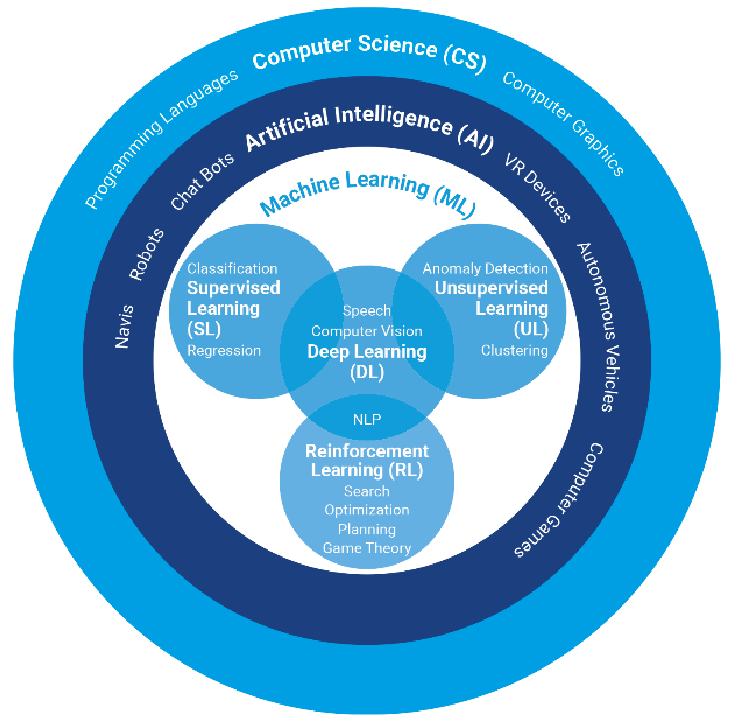 Computer Science (CS)
Programming Languages
Computer Graphics
Artificial Intelligence (AI)
Chat Bots
VR Devices
Robots
Autonomous Vehicles
Navis
Computer Games
Machine Learning (ML)
Classification
Supervised
Learning
(SL)
Regression
Anomaly Detection
Unsupervised
Learning
(UL)
Clustering
Speech
Computer Vision
Deep Learning
(DL)
NLP
Reinforcement
Learning (RL)
Search
Optimization
Planning
Game Theory